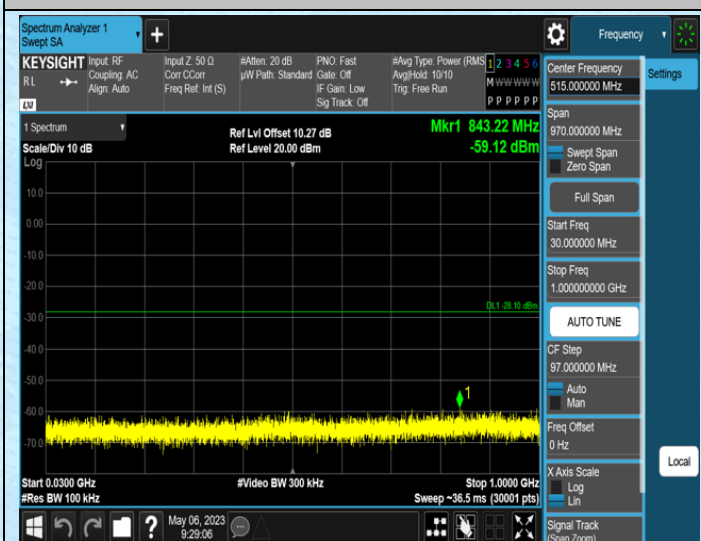 Spectrum Analyzer 1
Swept SA
+
Frequency
KEYSIGHT
RL
LXI
Input: RF
Coupling: AC
Align: Auto
Input Z: 50 Ω
Corr CCorr
Freq Ref: Int (S)
#Atten: 20 dB
µW Path: Standard
PNO: Fast
Gate: Off
IF Gain: Low
Sig Track: Off
#Avg Type: Power (RMS
Avg|Hold: 10/10
Trig: Free Run
1 2 3 4 5 6
M W W W W W
P P P P P P
Center Frequency
515.000000 MHz
Settings
1 Spectrum
Scale/Div 10 dB
Log
Ref Lvl Offset 10.27 dB
Ref Level 20.00 dBm
Mkr1 843.22 MHz
-59.12 dBm
Span
970.000000 MHz
Swept Span
Zero Span
Full Span
Start Freq
30.000000 MHz
Stop Freq
1.000000000 GHz
AUTO TUNE
CF Step
97.000000 MHz
Auto
Man
Freq Offset
0 Hz
X Axis Scale
Log
Lin
Signal Track
(Span Zoom)
Local
10.0
0.00
-10.0
-20.0
-30.0
-40.0
-50.0
-60.0
-70.0
DL1 -28.10 dBm
1
Start 0.0300 GHz
#Res BW 100 kHz
#Video BW 300 kHz
Stop 1.0000 GHz
Sweep ~36.5 ms (30001 pts)
?
May 06, 2023
9:29:06